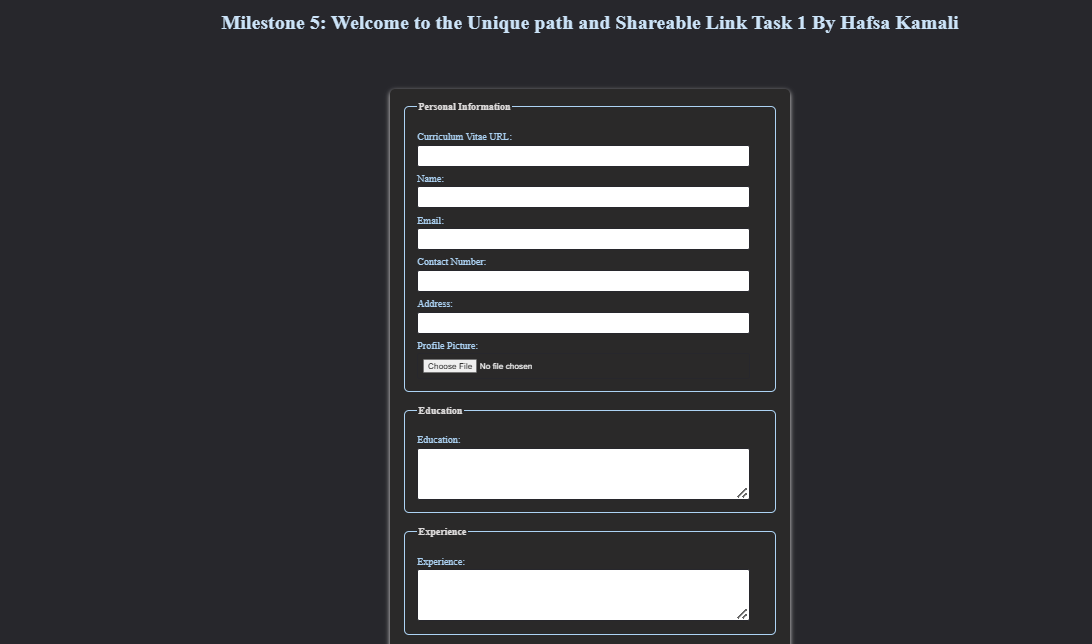 Milestone 5: Welcome to the Unique path and Shareable Link Task 1 By Hafsa Kamali
Personal Information
Curriculum Vitae URL:
Name:
Email:
Contact Number:
Address:
Profile Picture:
Choose File No file chosen
Education
Education:
Experience
Experience: